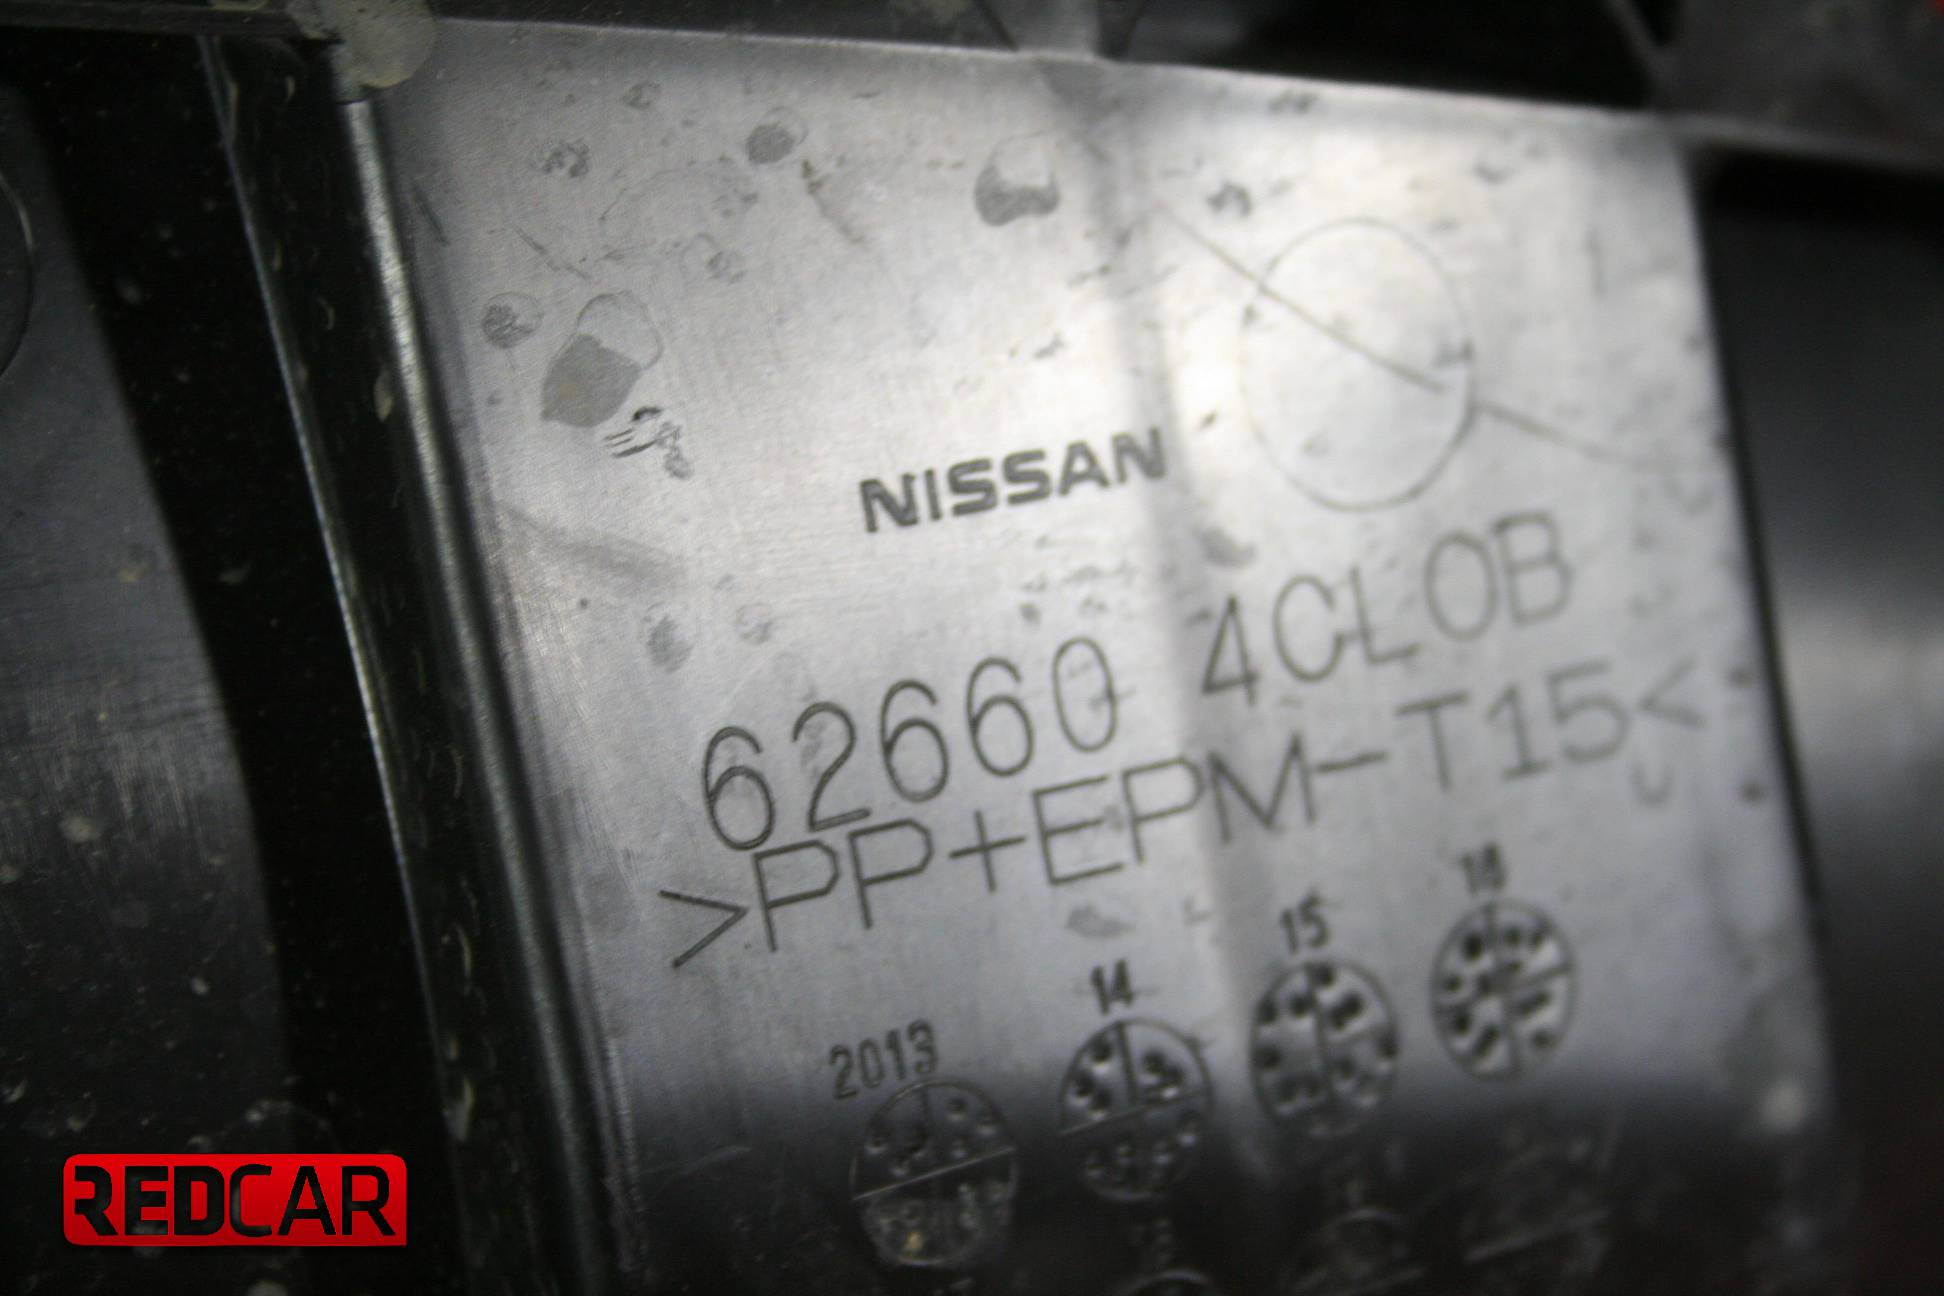 NISSAN
62660 4CL0B
>PP+EPM-T15<
2013 14 15 16
REDCAR